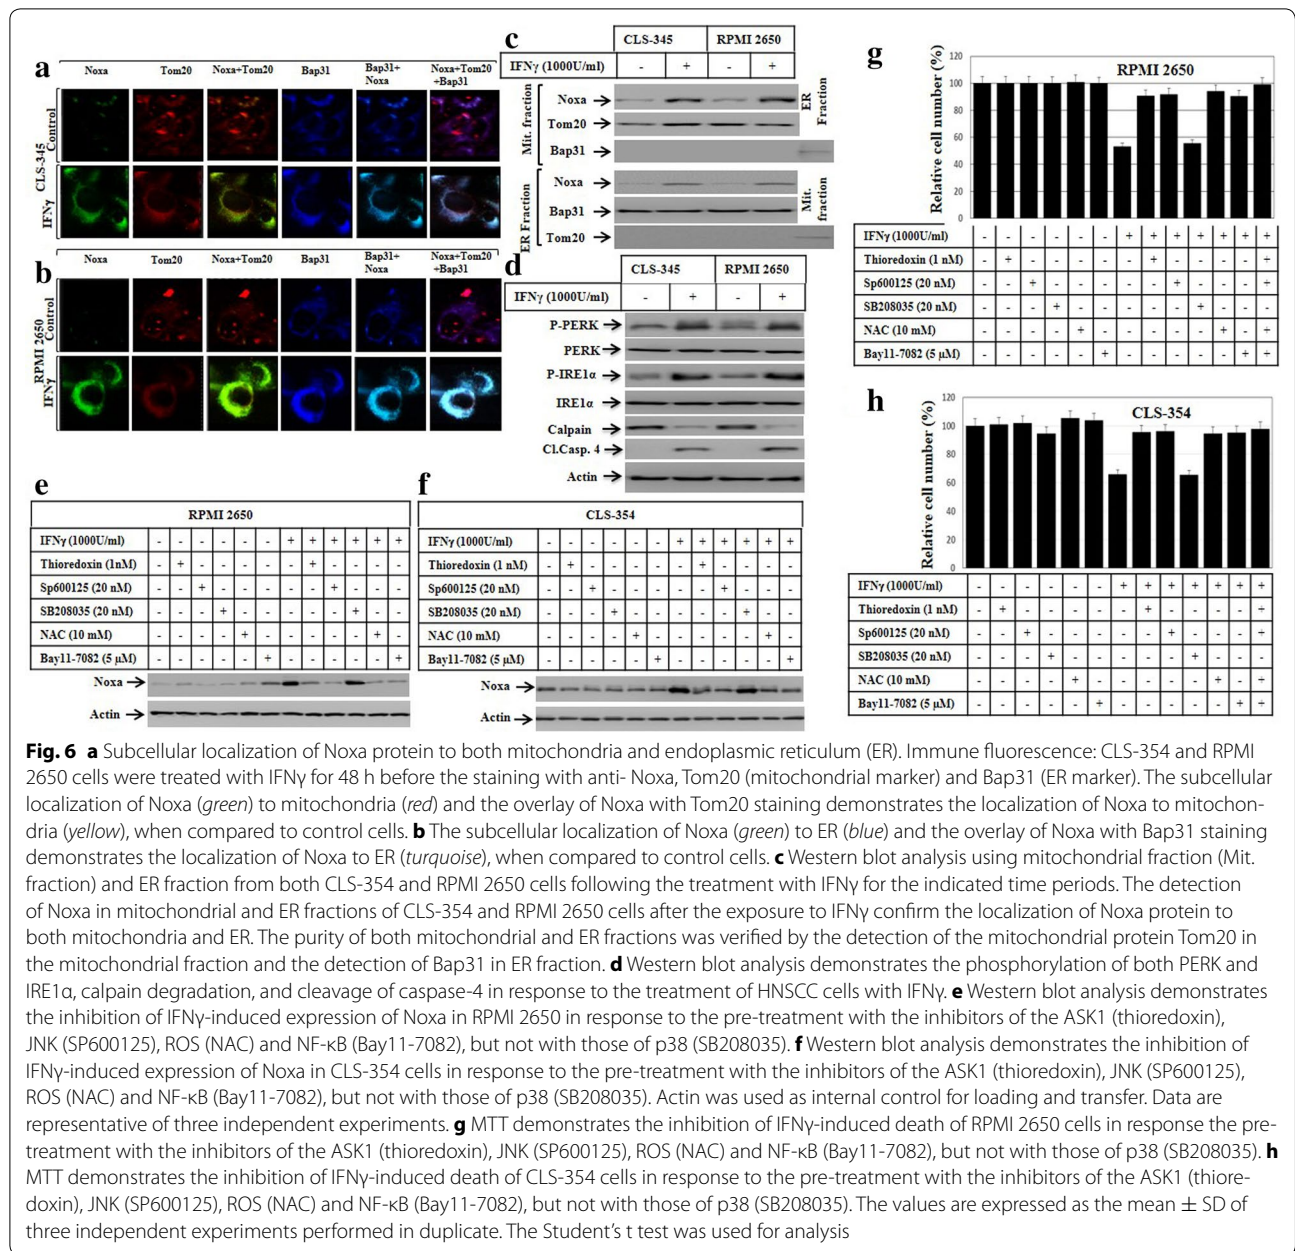 a
Noxa Tom20 Noxa+Tom20 Bap31 Bap31+ Noxa Noxa+Tom20 +Bap31
CLS-345
Control
IFNγ
b
Noxa Tom20 Noxa+Tom20 Bap31 Bap31+ Noxa Noxa+Tom20 +Bap31
RPMI 2650
Control
IFNγ
c
CLS-345 RPMI 2650
IFNγ (1000U/ml) - + - +
Mit. fraction
Noxa
Tom20
Bap31
ER Fraction
ER Fraction
Noxa
Bap31
Tom20
Mit. fraction
d
CLS-345 RPMI 2650
IFNγ (1000U/ml) - + - +
P-PERK
PERK
P-IRE1α
IRE1α
Calpain
Cl.Casp. 4
Actin
e
RPMI 2650
IFNγ (1000U/ml) - - - - - - + + + + + +
Thioredoxin (1nM) - + - - - - - + - - - -
Sp600125 (20 nM) - - + - - - - - + - - -
SB208035 (20 nM) - - - + - - - - - + - -
NAC (10 mM) - - - - + - - - - - + -
Bay11-7082 (5 µM) - - - - - + - - - - - +
Noxa
Actin
f
CLS-354
IFNγ (1000U/ml) - - - - - - + + + + + +
Thioredoxin (1 nM) - + - - - - - + - - - -
Sp600125 (20 nM) - - + - - - - - + - - -
SB208035 (20 nM) - - - + - - - - - + - -
NAC (10 mM) - - - - + - - - - - + -
Bay11-7082 (5 µM) - - - - - + - - - - - +
Noxa
Actin
g
RPMI 2650
Relative cell number (%)
120
100
80
60
40
20
0
IFNγ (1000U/ml) - - - - - - + + + + + + +
Thioredoxin (1 nM) - + - - - - - + - - - - +
Sp600125 (20 nM) - - + - - - - - + - - - +
SB208035 (20 nM) - - - + - - - - - + - - -
NAC (10 mM) - - - - + - - - - - + - +
Bay11-7082 (5 µM) - - - - - + - - - - - + +
h
CLS-354
Relative cell number (%)
120
100
80
60
40
20
0
IFNγ (1000U/ml) - - - - - - + + + + + + +
Thioredoxin (1 nM) - + - - - - - + - - - - +
Sp600125 (20 nM) - - + - - - - - + - - - +
SB208035 (20 nM) - - - + - - - - - + - - -
NAC (10 mM) - - - - + - - - - - + - +
Bay11-7082 (5 µM) - - - - - + - - - - - + +
Fig. 6 a Subcellular localization of Noxa protein to both mitochondria and endoplasmic reticulum (ER). Immune fluorescence: CLS-354 and RPMI
2650 cells were treated with IFNγ for 48 h before the staining with anti- Noxa, Tom20 (mitochondrial marker) and Bap31 (ER marker). The subcellular
localization of Noxa (green) to mitochondria (red) and the overlay of Noxa with Tom20 staining demonstrates the localization of Noxa to mitochon-
dria (yellow), when compared to control cells. b The subcellular localization of Noxa (green) to ER (blue) and the overlay of Noxa with Bap31 staining
demonstrates the localization of Noxa to ER (turquoise), when compared to control cells. c Western blot analysis using mitochondrial fraction (Mit.
fraction) and ER fraction from both CLS-354 and RPMI 2650 cells following the treatment with IFNγ for the indicated time periods. The detection
of Noxa in mitochondrial and ER fractions of CLS-354 and RPMI 2650 cells after the exposure to IFNγ confirm the localization of Noxa protein to
both mitochondria and ER. The purity of both mitochondrial and ER fractions was verified by the detection of the mitochondrial protein Tom20 in
the mitochondrial fraction and the detection of Bap31 in ER fraction. d Western blot analysis demonstrates the phosphorylation of both PERK and
IRE1α, calpain degradation, and cleavage of caspase-4 in response to the treatment of HNSCC cells with IFNγ. e Western blot analysis demonstrates
the inhibition of IFNγ-induced expression of Noxa in RPMI 2650 in response to the pre-treatment with the inhibitors of the ASK1 (thioredoxin),
JNK (SP600125), ROS (NAC) and NF-κB (Bay11-7082), but not with those of p38 (SB208035). f Western blot analysis demonstrates the inhibition of
IFNγ-induced expression of Noxa in CLS-354 cells in response to the pre-treatment with the inhibitors of the ASK1 (thioredoxin), JNK (SP600125),
ROS (NAC) and NF-κB (Bay11-7082), but not with those of p38 (SB208035). Actin was used as internal control for loading and transfer. Data are
representative of three independent experiments. g MTT demonstrates the inhibition of IFNγ-induced death of RPMI 2650 cells in response the pre-
treatment with the inhibitors of the ASK1 (thioredoxin), JNK (SP600125), ROS (NAC) and NF-κB (Bay11-7082), but not with those of p38 (SB208035). h
MTT demonstrates the inhibition of IFNγ-induced death of CLS-354 cells in response to the pre-treatment with the inhibitors of the ASK1 (thiore-
doxin), JNK (SP600125), ROS (NAC) and NF-κB (Bay11-7082), but not with those of p38 (SB208035). The values are expressed as the mean ± SD of
three independent experiments performed in duplicate. The Student's t test was used for analysis